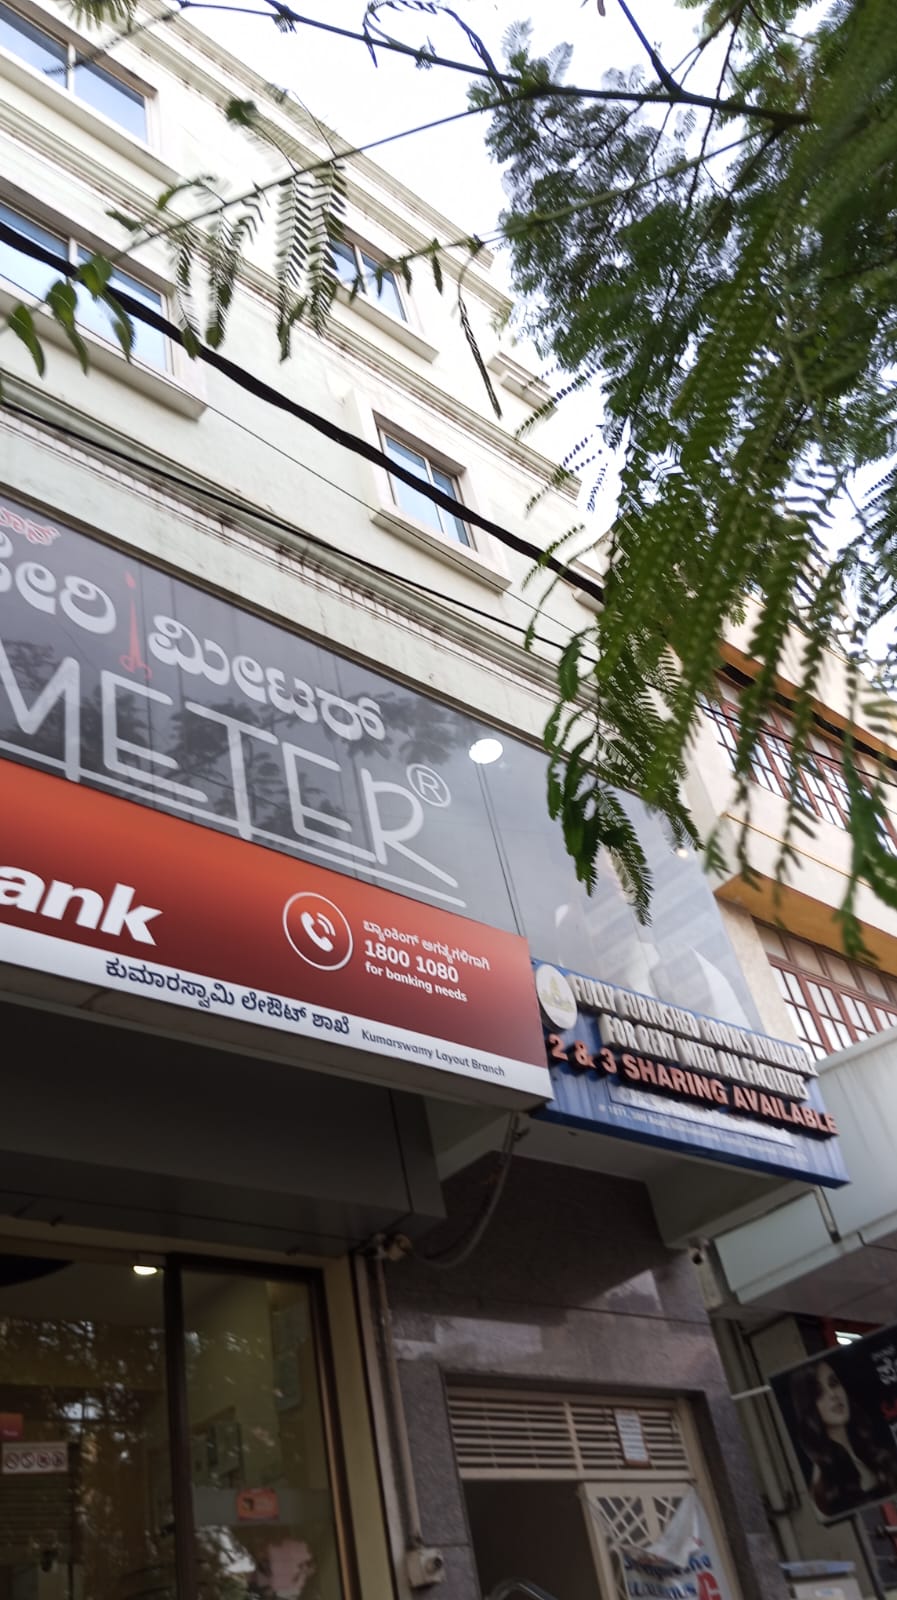 ೇರಿ ಮೀಟರ್
METER®
ank
ಬ್ಯಾಂಕಿಂಗ್ ಅಗತ್ಯಗಳಿಗಾಗಿ
1800 1080
for banking needs
ಕುಮಾರಸ್ವಾಮಿ ಲೇಔಟ್ ಶಾಖೆ
Kumarswamy Layout Branch
FULLY FURNISHED ROOMS AVAILABLE
FOR RENT WITH ALL FACILITIES
2 & 3 SHARING AVAILABLE